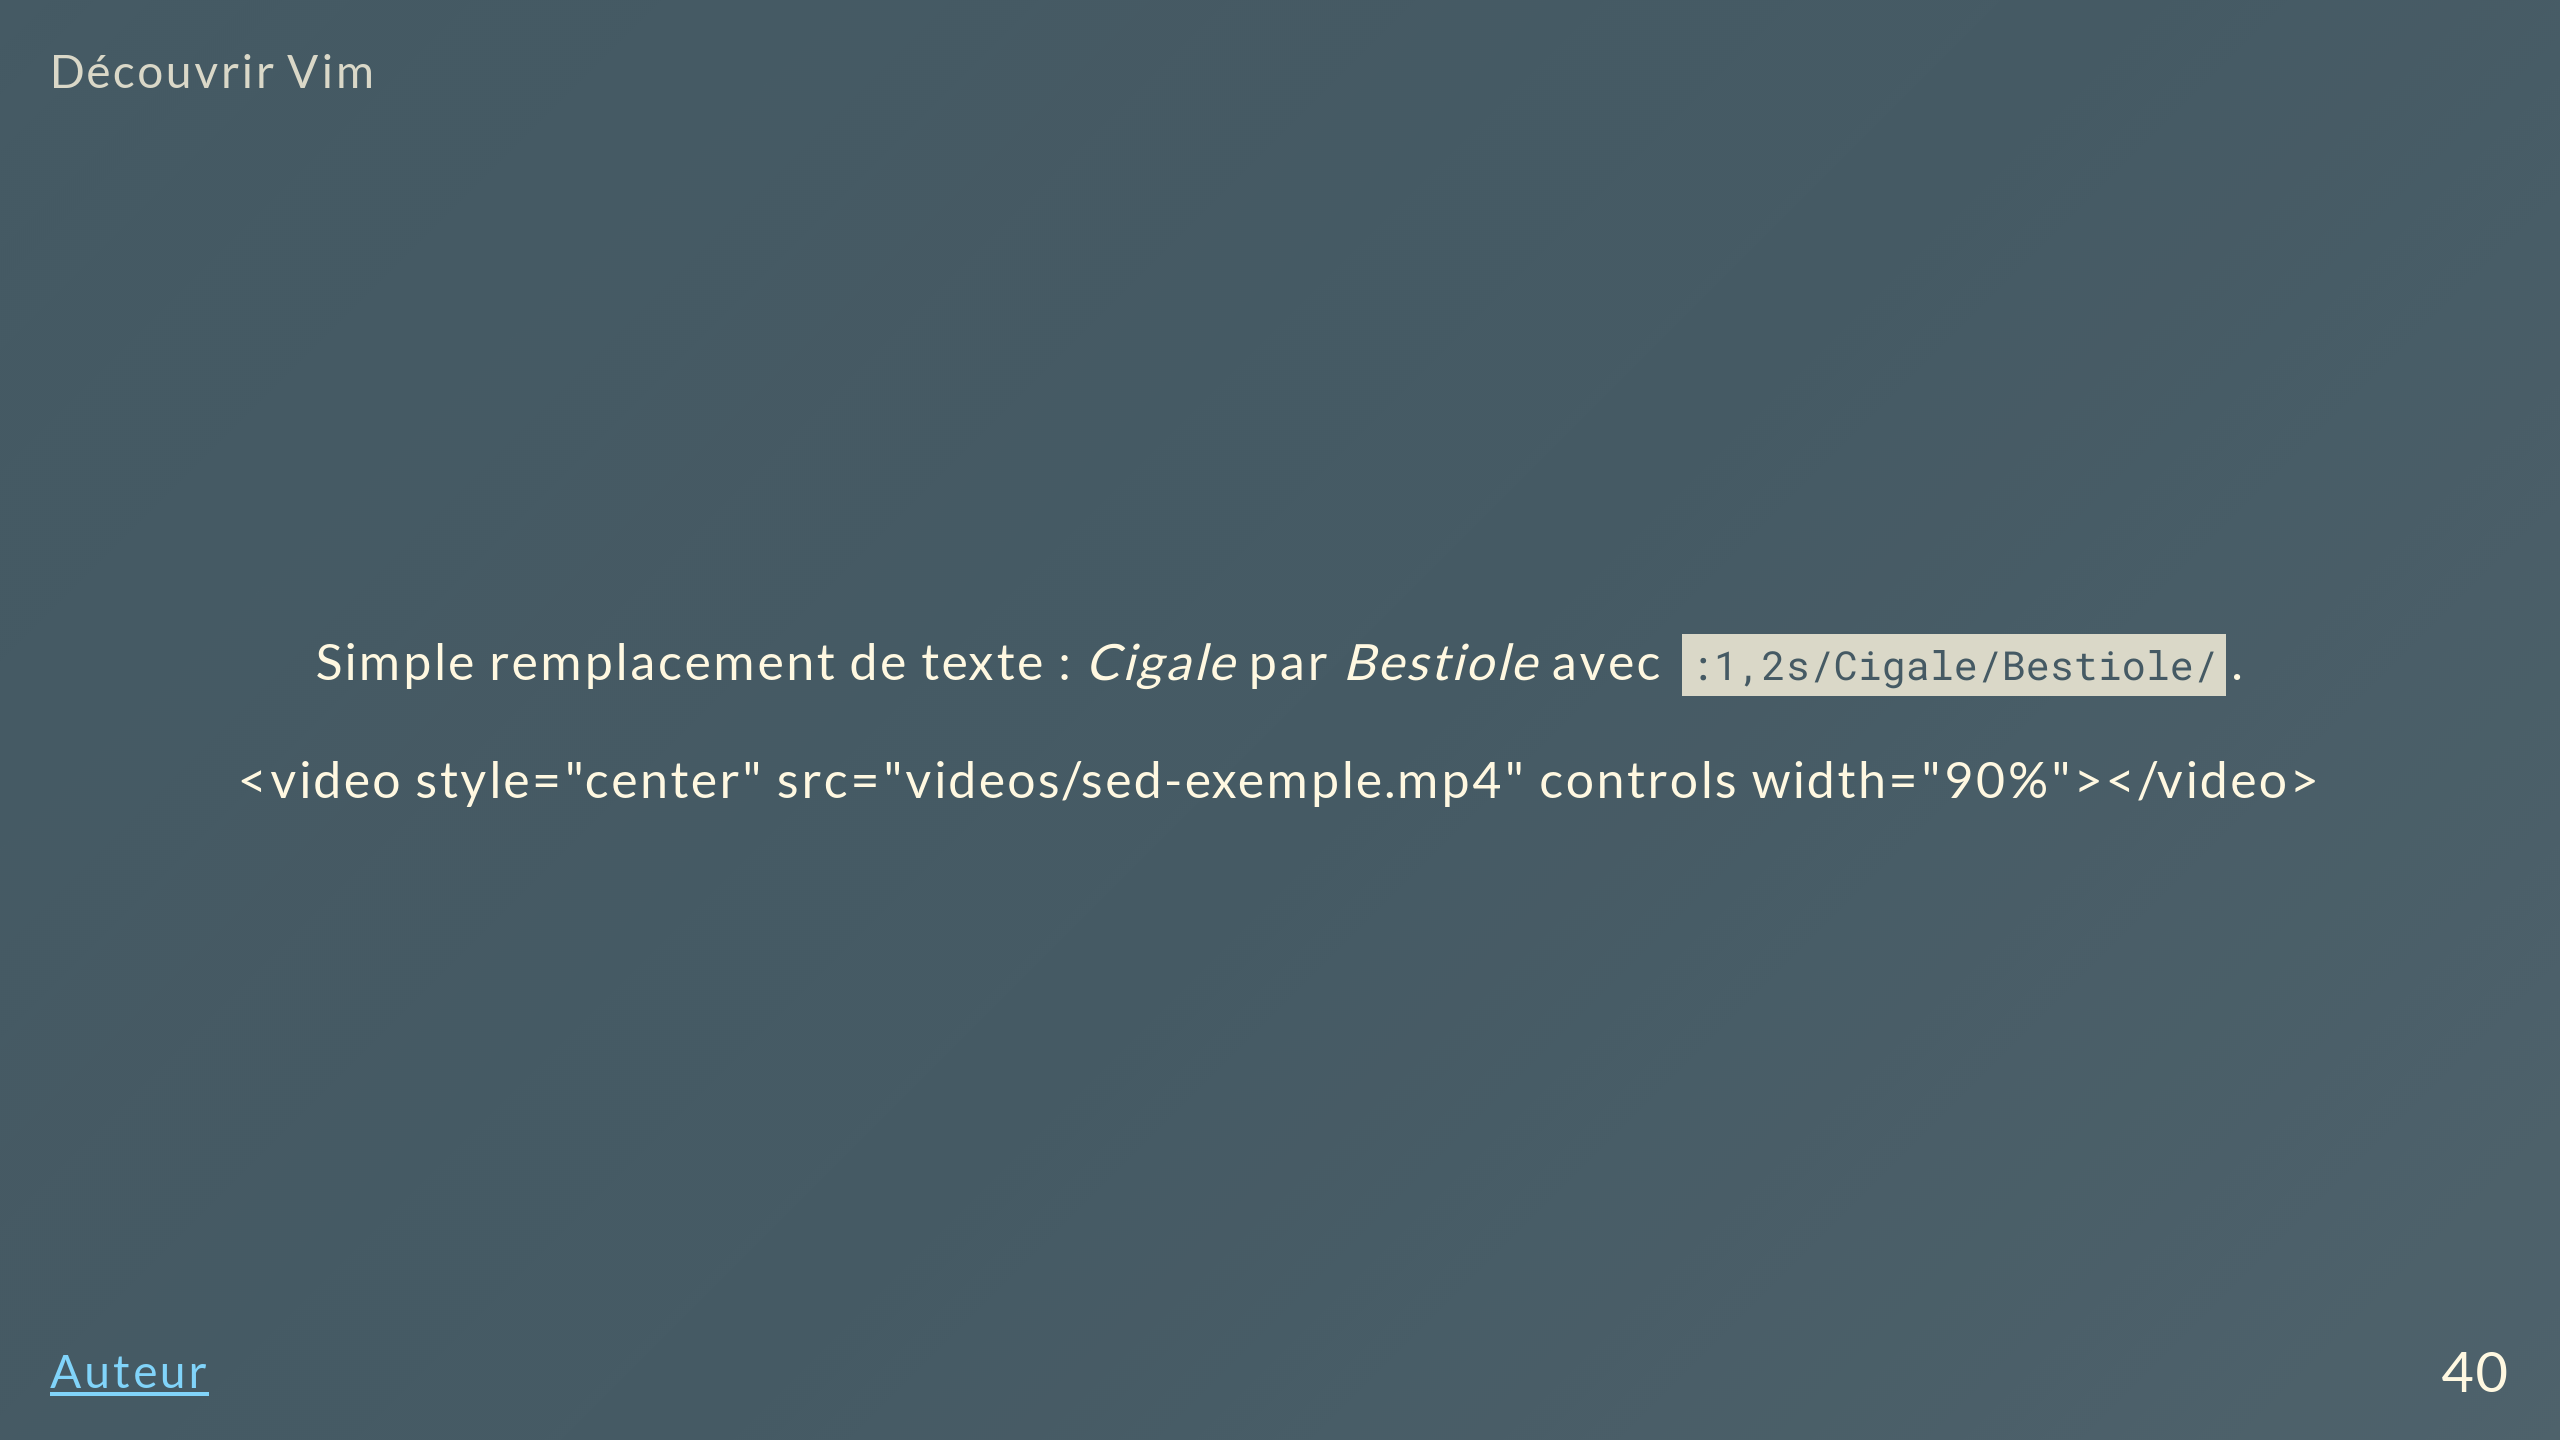 Découvrir Vim
Simple remplacement de texte : Cigale par Bestiole avec :1,2s/Cigale/Bestiole/.
<video style="center" src="videos/sed-exemple.mp4" controls width="90%"></video>
Auteur
40